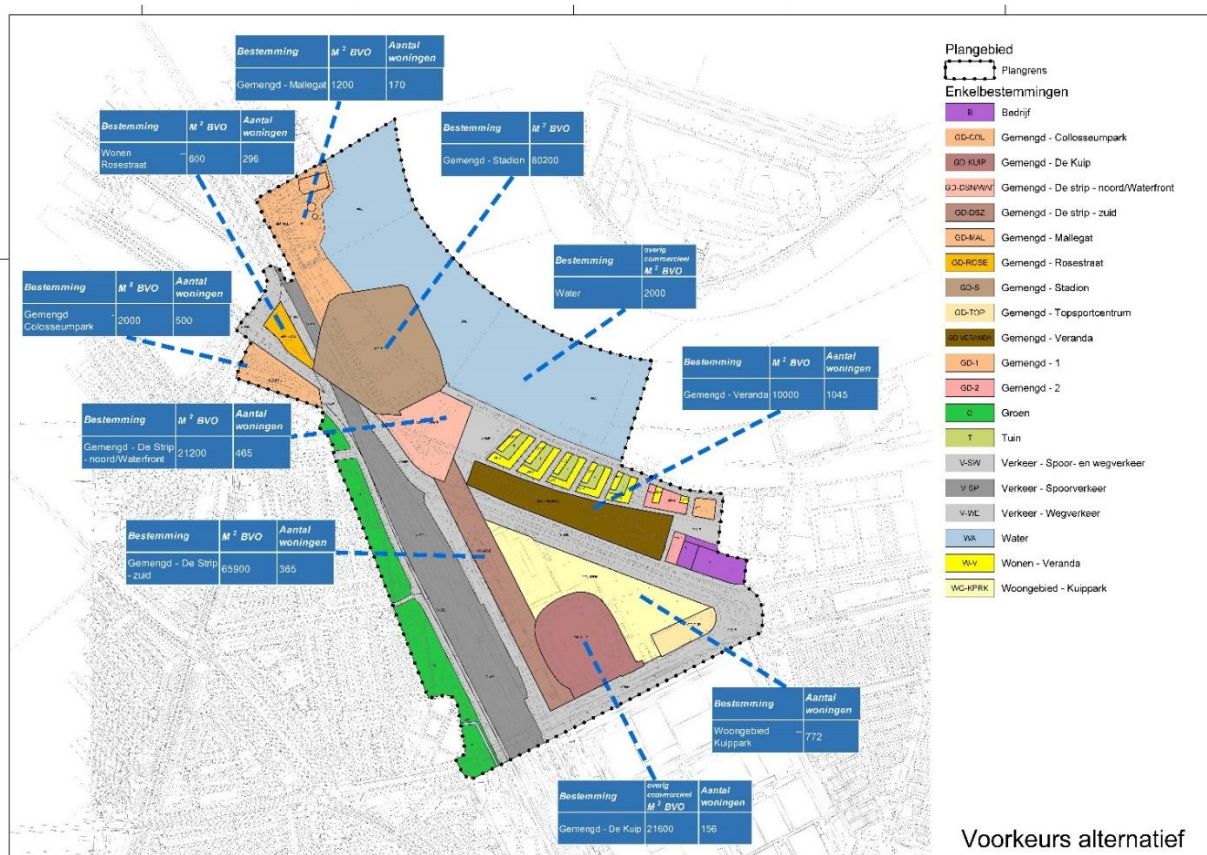 Bestemming M² BVO Aantal woningen
Gemengd - Mallegat 1200 170
Bestemming M² BVO Aantal woningen
Wonen – Rosestraat 600 296
Bestemming M² BVO Aantal woningen
Gemengd - Stadion 80200
Bestemming overig commercieel M² BVO
Water 2000
Bestemming M² BVO Aantal woningen
Gemengd – Colosseumpark 2000 500
Bestemming M² BVO Aantal woningen
Gemengd - Veranda 10000 1045
Bestemming M² BVO Aantal woningen
Gemengd - De Strip - noord/Waterfront 21200 465
Bestemming M² BVO Aantal woningen
Gemengd - De Strip - zuid 65900 365
Bestemming Aantal woningen
Woongebied – Kuippark 772
Bestemming overig commercieel M² BVO Aantal woningen
Gemengd - De Kuip 21600 156
Plangebied
Plangrens
Enkelbestemmingen
B Bedrijf
GD-COL Gemengd - Collosseumpark
GD-KUIP Gemengd - De Kuip
GD-DSN/WAT Gemengd - De strip - noord/Waterfront
GD-DSZ Gemengd - De strip - zuid
GD-MAL Gemengd - Mallegat
GD-ROSE Gemengd - Rosestraat
GD-S Gemengd - Stadion
GD-TOP Gemengd - Topsportcentrum
GD-VERANDA Gemengd - Veranda
GD-1 Gemengd - 1
GD-2 Gemengd - 2
G Groen
T Tuin
V-SW Verkeer - Spoor- en wegverkeer
V-SP Verkeer - Spoorverkeer
V-WE Verkeer - Wegverkeer
WA Water
W-V Wonen - Veranda
WG-KPRK Woongebied - Kuippark
Voorkeurs alternatief